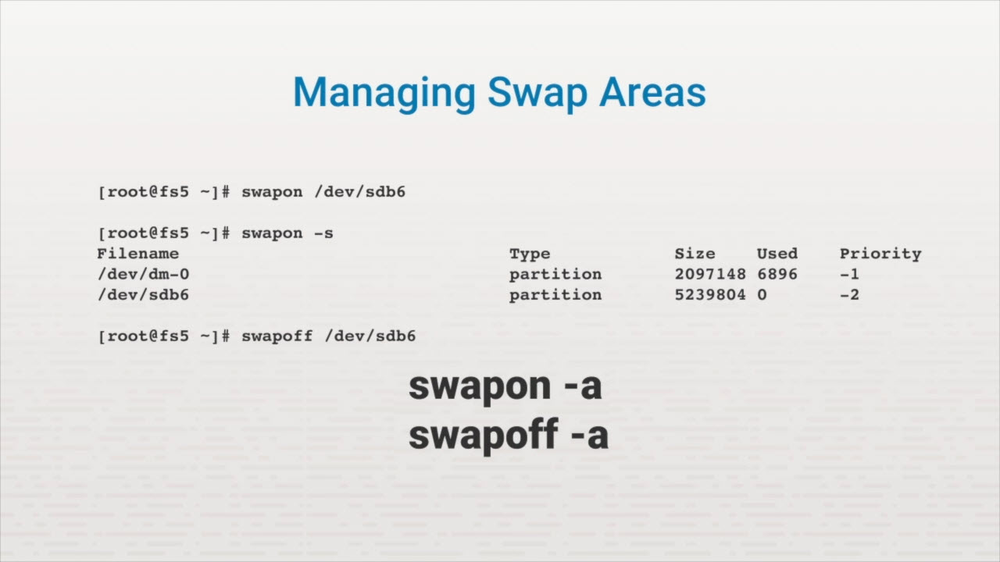 Managing Swap Areas
[root@fs5 ~]# swapon /dev/sdb6
[root@fs5 ~]# swapon -s
Filename Type Size Used Priority
/dev/dm-0 partition 2097148 6896 -1
/dev/sdb6 partition 5239804 0 -2
[root@fs5 ~]# swapoff /dev/sdb6
swapon -a
swapoff -a